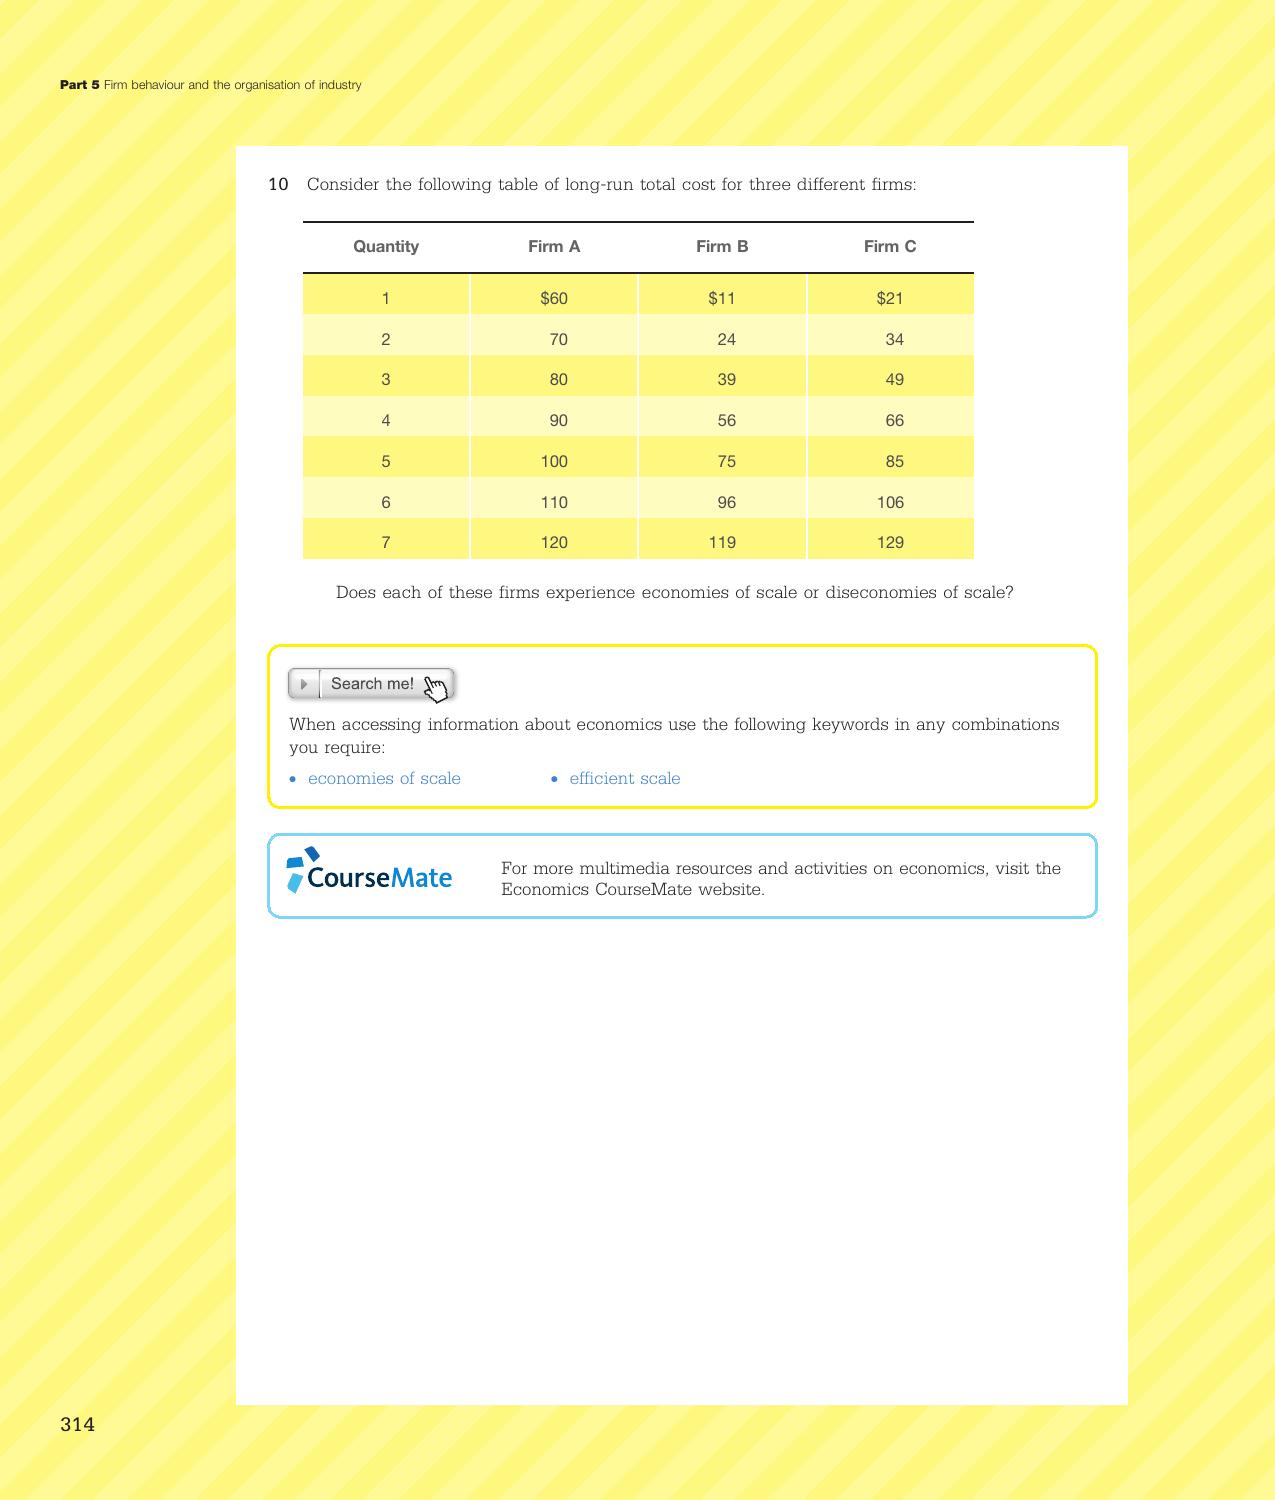 Part 5 Firm behaviour and the organisation of industry
10 Consider the following table of long-run total cost for three different firms:
Quantity Firm A Firm B Firm C
1 $60 $11 $21
2 70 24 34
3 80 39 49
4 90 56 66
5 100 75 85
6 110 96 106
7 120 119 129
Does each of these firms experience economies of scale or diseconomies of scale?
Search me!
When accessing information about economics use the following keywords in any combinations
you require:
• economies of scale • efficient scale
CourseMate
For more multimedia resources and activities on economics, visit the
Economics CourseMate website.
314